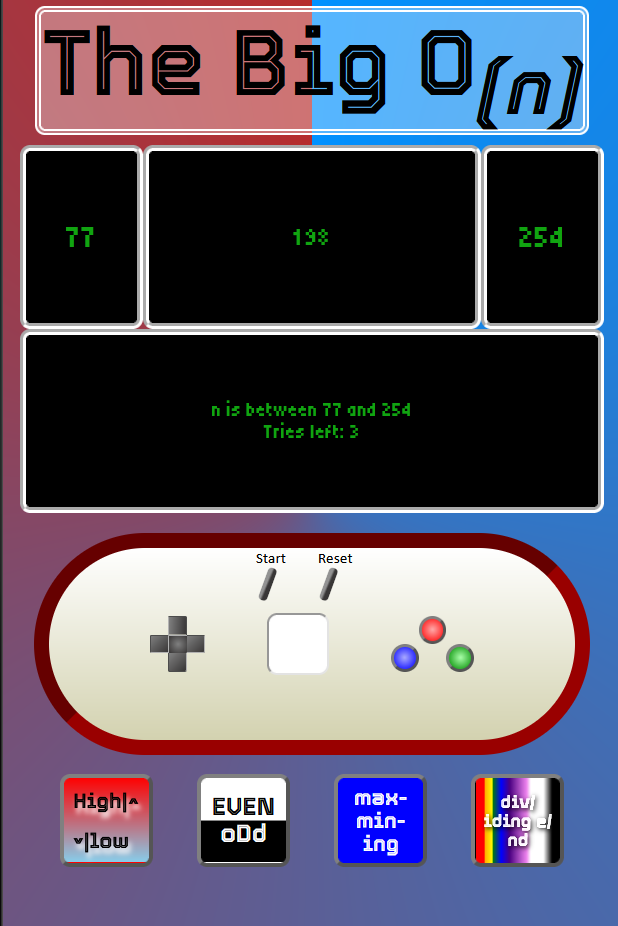 The Big O(n)
77
198
254
n is between 77 and 254
Tries left: 3
Start Reset
High|^
v|low
EVEN
oDd
max-
min-
ing
div/
iding e/
nd